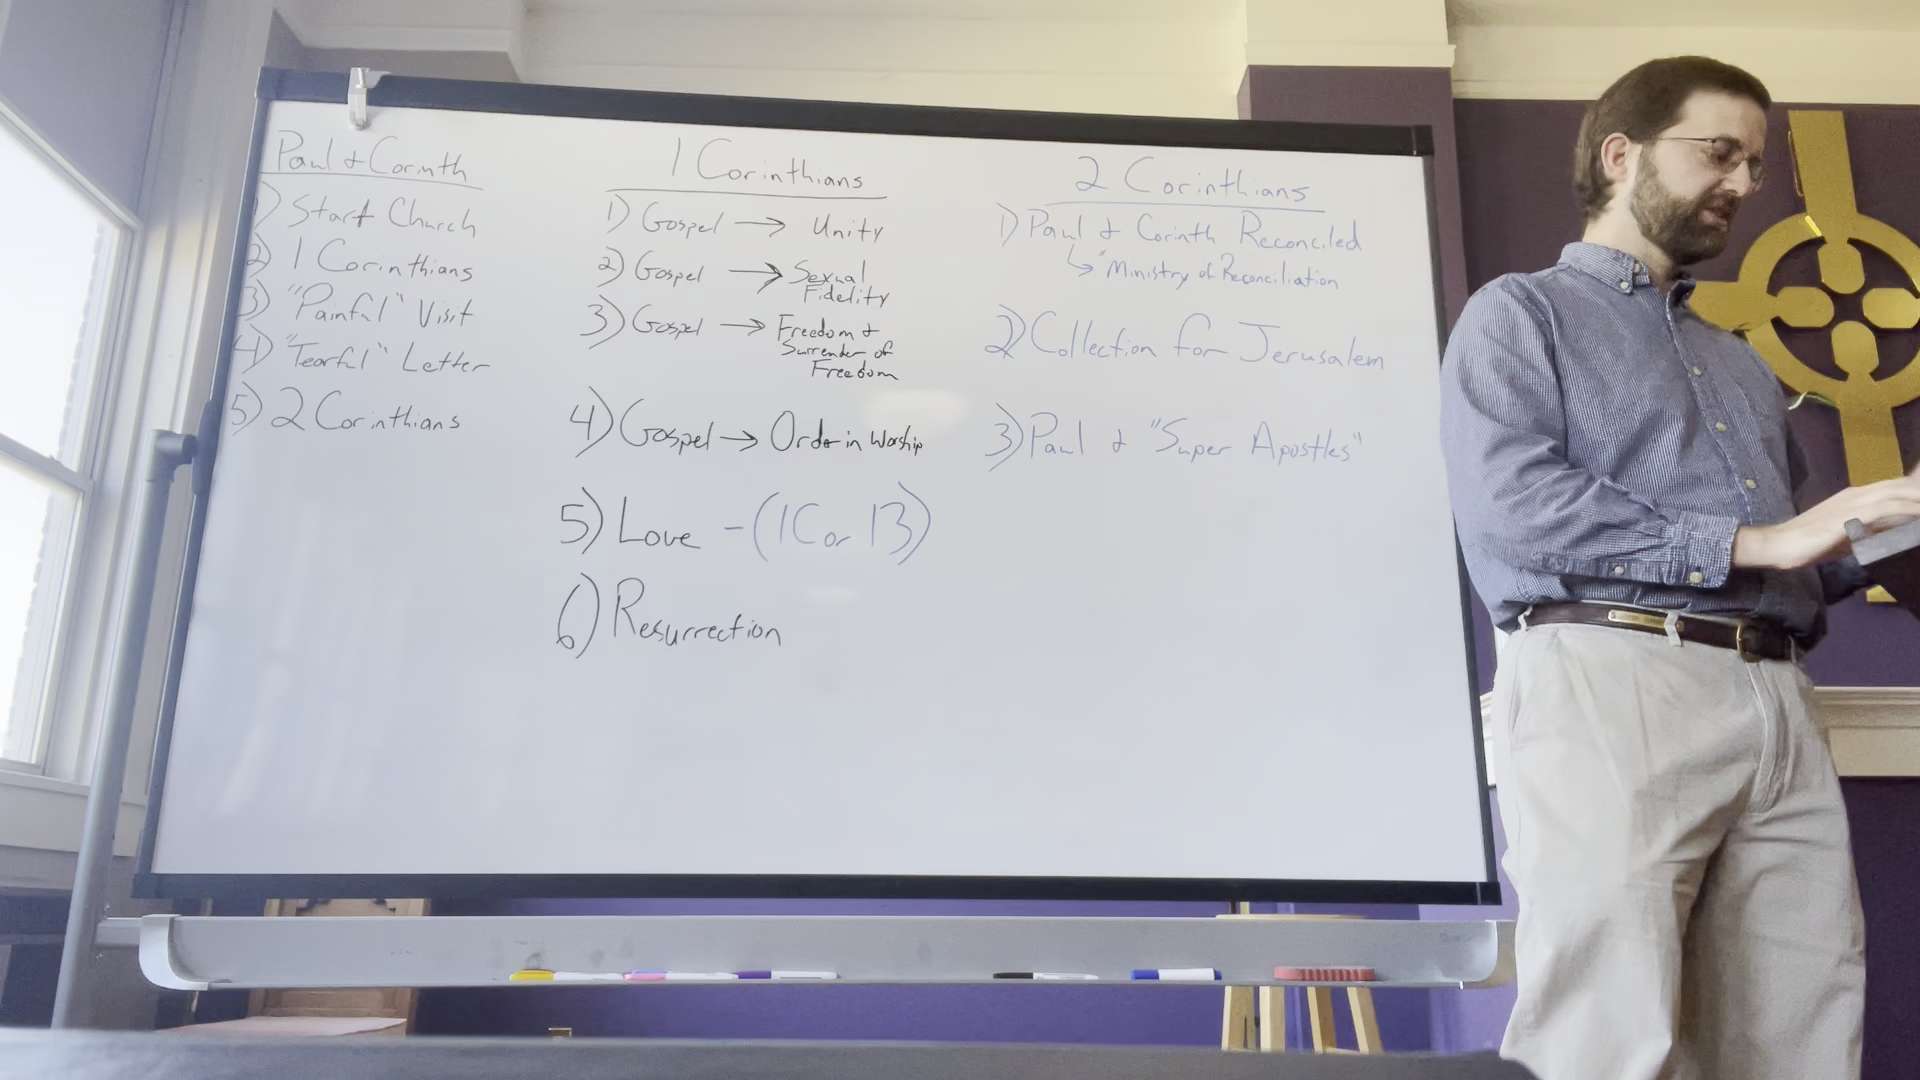 Paul & Corinth
1) Start Church
2) 1 Corinthians
3) "Painful" Visit
4) "Tearful" Letter
5) 2 Corinthians
1 Corinthians
1) Gospel → Unity
2) Gospel → Sexual
Fidelity
3) Gospel → Freedom &
Surrender of
Freedom
4) Gospel → Order in Worship
5) Love - (1 Cor 13)
6) Resurrection
2 Corinthians
1) Paul & Corinth Reconciled
↳ "Ministry of Reconciliation
2) Collection for Jerusalem
3) Paul & "Super Apostles"